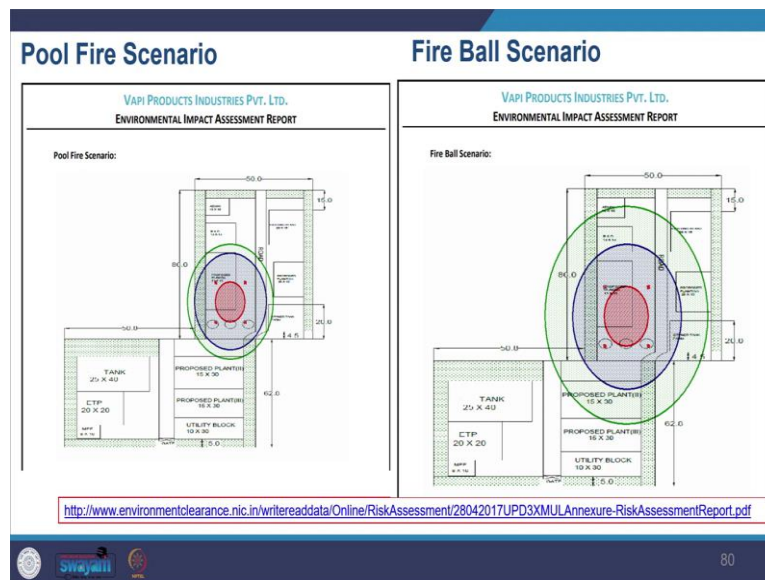 Pool Fire Scenario
Fire Ball Scenario
VAPI PRODUCTS INDUSTRIES PVT. LTD.
ENVIRONMENTAL IMPACT ASSESSMENT REPORT
Pool Fire Scenario:
50.0
15.0
80.0
ROAD
20.0
4.5
50.0
TANK
25 X 40
ETP
20 X 20
PROPOSED PLANT(II)
15 X 30
PROPOSED PLANT(III)
15 X 30
UTILITY BLOCK
10 X 30
62.0
5.0
VAPI PRODUCTS INDUSTRIES PVT. LTD.
ENVIRONMENTAL IMPACT ASSESSMENT REPORT
Fire Ball Scenario:
50.0
15.0
80.0
ROAD
20.0
4.5
50.0
TANK
25 X 40
ETP
20 X 20
PROPOSED PLANT(II)
15 X 30
PROPOSED PLANT(III)
15 X 30
UTILITY BLOCK
10 X 30
62.0
5.0
http://www.environmentclearance.nic.in/writereaddata/Online/RiskAssessment/28042017UPD3XMULAnnexure-RiskAssessmentReport.pdf
swayam
80